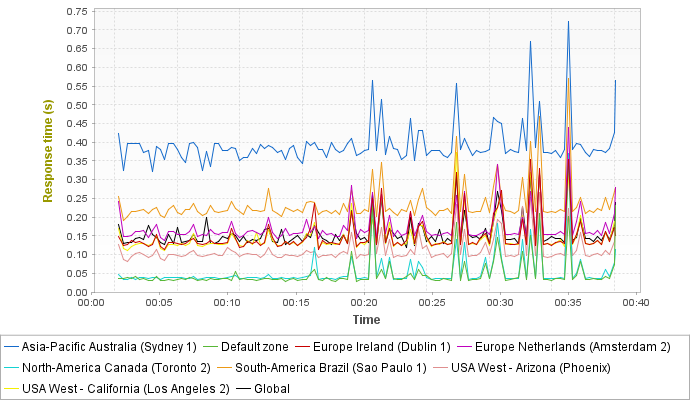 0.75
0.70
0.65
0.60
0.55
0.50
0.45
0.40
0.35
0.30
0.25
0.20
0.15
0.10
0.05
0.00
Response time (s)
00:00 00:05 00:10 00:15 00:20 00:25 00:30 00:35 00:40
Time
Asia-Pacific Australia (Sydney 1) Default zone Europe Ireland (Dublin 1) Europe Netherlands (Amsterdam 2)
North-America Canada (Toronto 2) South-America Brazil (Sao Paulo 1) USA West - Arizona (Phoenix)
USA West - California (Los Angeles 2) Global